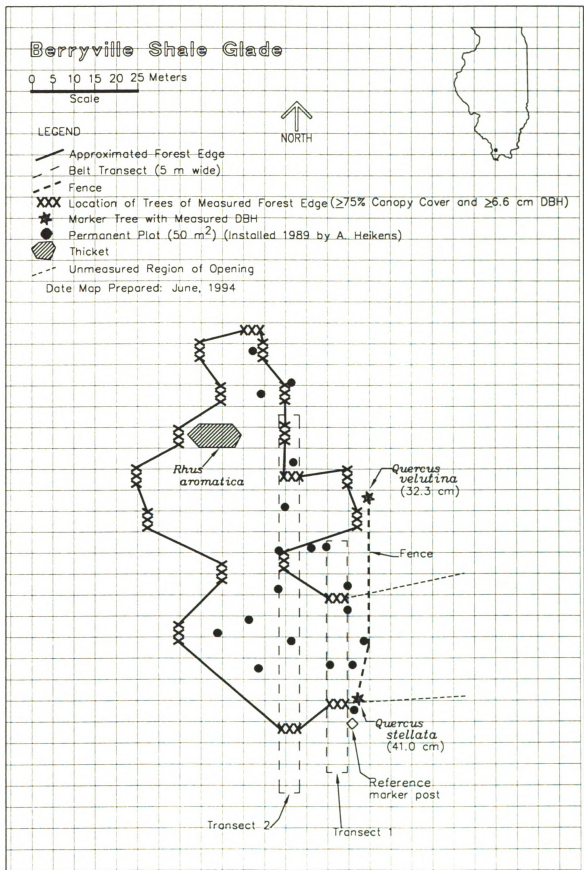 Berryville Shale Glade
0 5 10 15 20 25 Meters
Scale
NORTH
LEGEND
Approximated Forest Edge
Belt Transect (5 m wide)
Fence
XXX Location of Trees of Measured Forest Edge (≥75% Canopy Cover and ≥6.6 cm DBH)
Marker Tree with Measured DBH
Permanent Plot (50 m²) (Installed 1989 by A. Heikens)
Thicket
Unmeasured Region of Opening
Date Map Prepared: June, 1994
Rhus
aromatica
Quercus
velutina
(32.3 cm)
Fence
Quercus
stellata
(41.0 cm)
Reference
marker post
Transect 2
Transect 1